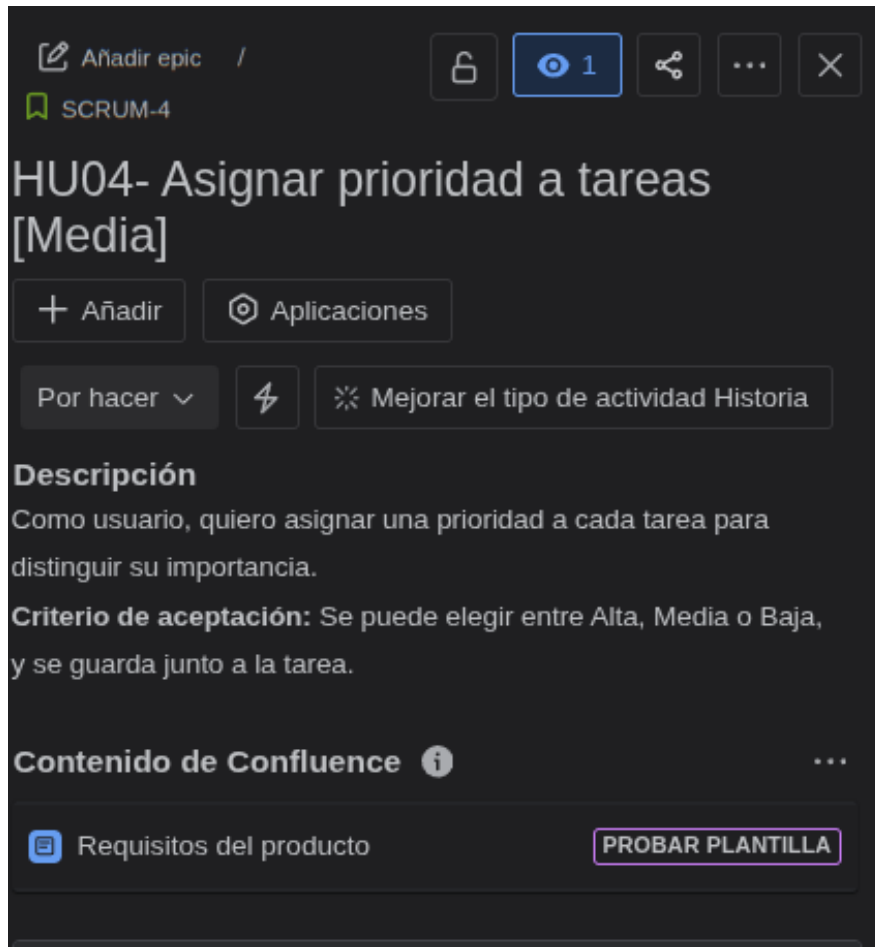 Añadir epic /
1
SCRUM-4
HU04- Asignar prioridad a tareas
[Media]
Añadir
Aplicaciones
Por hacer
Mejorar el tipo de actividad Historia
Descripción
Como usuario, quiero asignar una prioridad a cada tarea para
distinguir su importancia.
Criterio de aceptación: Se puede elegir entre Alta, Media o Baja,
y se guarda junto a la tarea.
Contenido de Confluence
Requisitos del producto
PROBAR PLANTILLA